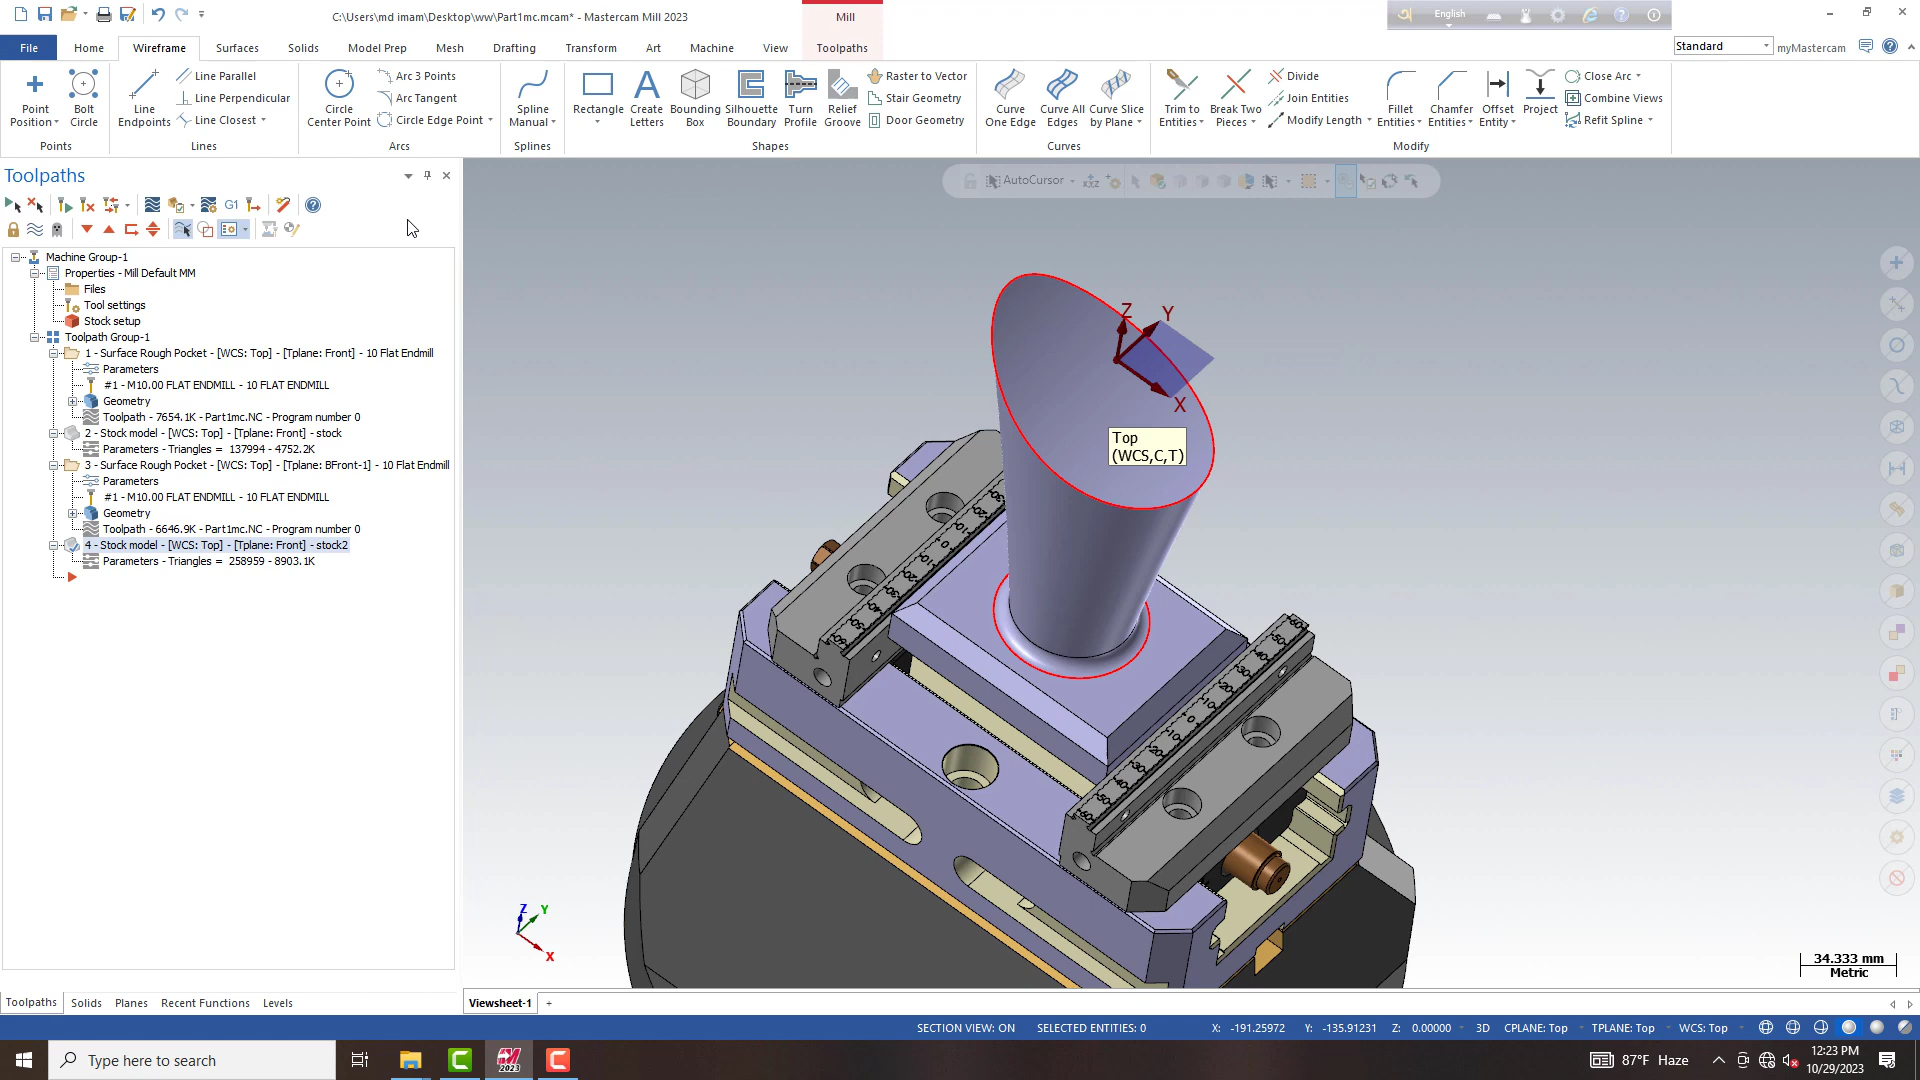 C:\Users\md imam\Desktop\ww\Part1mc.mcam* - Mastercam Mill 2023
Mill
English
File
Home
Wireframe
Surfaces
Solids
Model Prep
Mesh
Drafting
Transform
Art
Machine
View
Toolpaths
Standard
myMastercam
Point Position
Bolt Circle
Points
Line Endpoints
Line Parallel
Line Perpendicular
Line Closest
Lines
Circle Center Point
Arc 3 Points
Arc Tangent
Circle Edge Point
Arcs
Spline Manual
Splines
Rectangle
Create Letters
Bounding Box
Silhouette Boundary
Turn Profile
Relief Groove
Raster to Vector
Stair Geometry
Door Geometry
Shapes
Curve One Edge
Curve All Edges
Curve Slice by Plane
Curves
Trim to Entities
Break Two Pieces
Divide
Join Entities
Modify Length
Fillet Entities
Chamfer Entities
Offset Entity
Project
Close Arc
Combine Views
Refit Spline
Modify
Toolpaths
AutoCursor
G1
Machine Group-1
Properties - Mill Default MM
Files
Tool settings
Stock setup
Toolpath Group-1
1 - Surface Rough Pocket - [WCS: Top] - [Tplane: Front] - 10 Flat Endmill
Parameters
#1 - M10.00 FLAT ENDMILL - 10 FLAT ENDMILL
Geometry
Toolpath - 7654.1K - Part1mc.NC - Program number 0
2 - Stock model - [WCS: Top] - [Tplane: Front] - stock
Parameters - Triangles = 137994 - 4752.2K
3 - Surface Rough Pocket - [WCS: Top] - [Tplane: BFront-1] - 10 Flat Endmill
Parameters
#1 - M10.00 FLAT ENDMILL - 10 FLAT ENDMILL
Geometry
Toolpath - 6646.9K - Part1mc.NC - Program number 0
4 - Stock model - [WCS: Top] - [Tplane: Front] - stock2
Parameters - Triangles = 258959 - 8903.1K
Z
Y
X
Top
(WCS,C,T)
Z
Y
X
34.333 mm
Metric
Toolpaths
Solids
Planes
Recent Functions
Levels
Viewsheet-1
SECTION VIEW: ON
SELECTED ENTITIES: 0
X: -191.25972
Y: -135.91231
Z: 0.00000
3D
CPLANE: Top
TPLANE: Top
WCS: Top
Type here to search
2023
87°F Haze
12:23 PM
10/29/2023